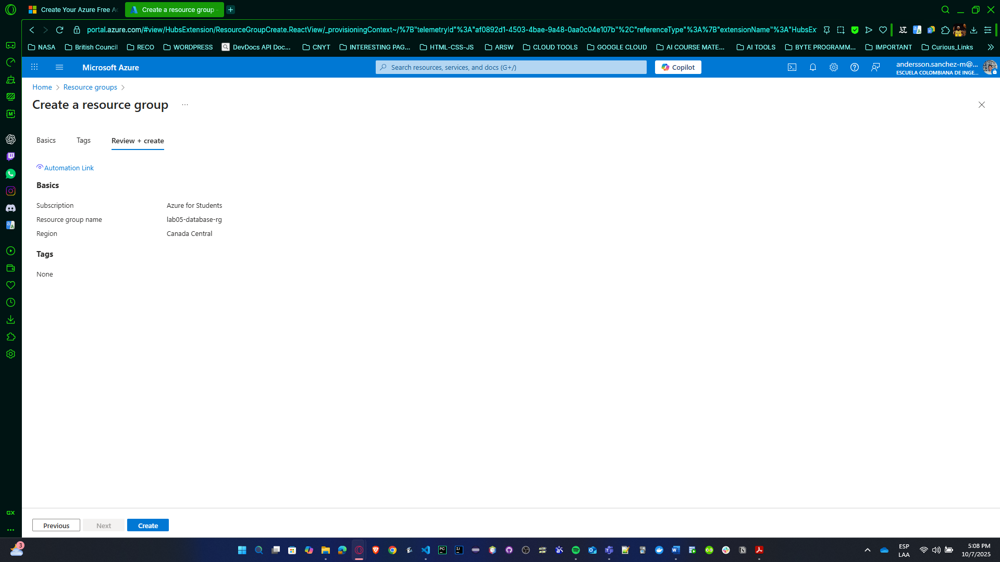 Create Your Azure Free Ac
Create a resource group -
portal.azure.com/#view/HubsExtension/ResourceGroupCreate.ReactView/_provisioningContext~/%7B"telemetryId"%3A"af0892d1-4503-4bae-9a48-0aa0c04e107b"%2C"referenceType"%3A%7B"extensionName"%3A"HubsEx
NASA British Council RECO WORDPRESS DevDocs API Doc... CNYT INTERESTING PAG... HTML-CSS-JS ARSW CLOUD TOOLS GOOGLE CLOUD AI COURSE MATE... AI TOOLS BYTE PROGRAMM... IMPORTANT Curious_Links
Microsoft Azure
Search resources, services, and docs (G+/)
Copilot
andersson.sanchez-m@...
ESCUELA COLOMBIANA DE INGE...
Home > Resource groups >
Create a resource group ...
Basics Tags Review + create
Automation Link
Basics
Subscription Azure for Students
Resource group name lab05-database-rg
Region Canada Central
Tags
None
GX
Previous Next Create
3
ESP
LAA
5:08 PM
10/7/2025